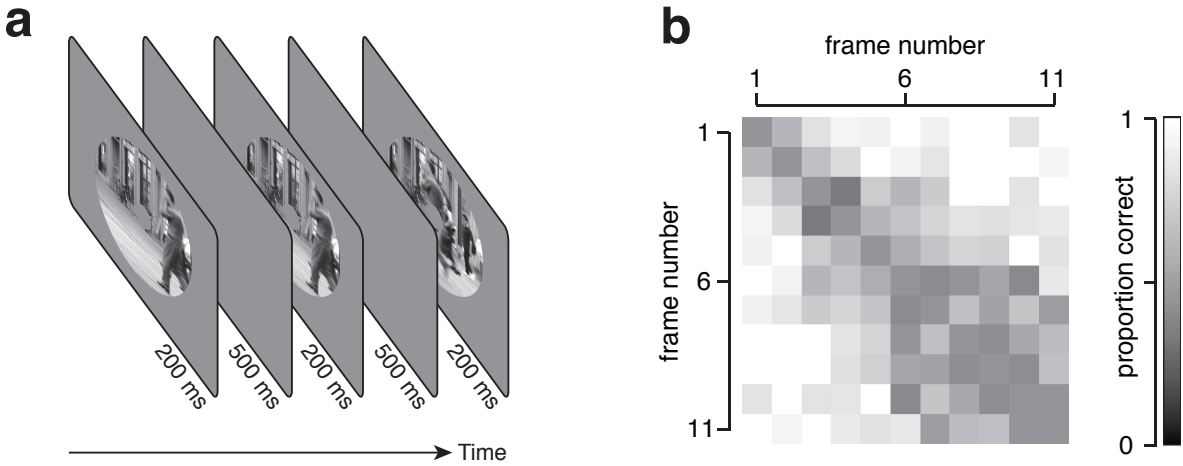 a
200 ms
500 ms
200 ms
500 ms
200 ms
Time
b
frame number
1 6 11
frame number
1
6
11
proportion correct
1
0